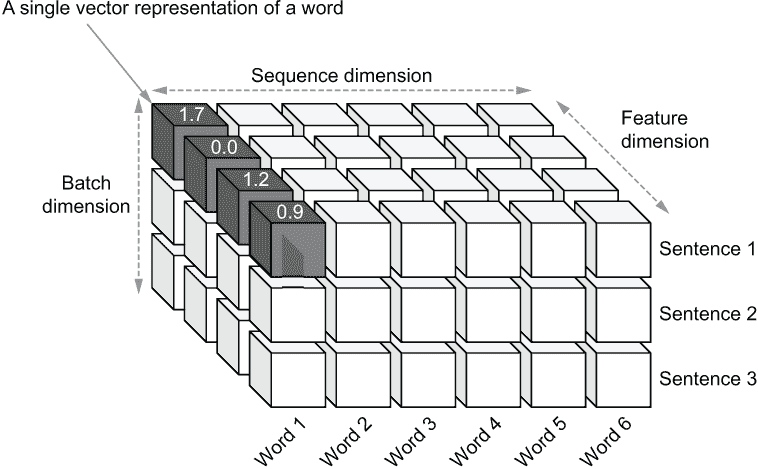 A single vector representation of a word
Sequence dimension
Feature
dimension
Batch
dimension
1.7
0.0
1.2
0.9
Sentence 1
Sentence 2
Sentence 3
Word 1
Word 2
Word 3
Word 4
Word 5
Word 6